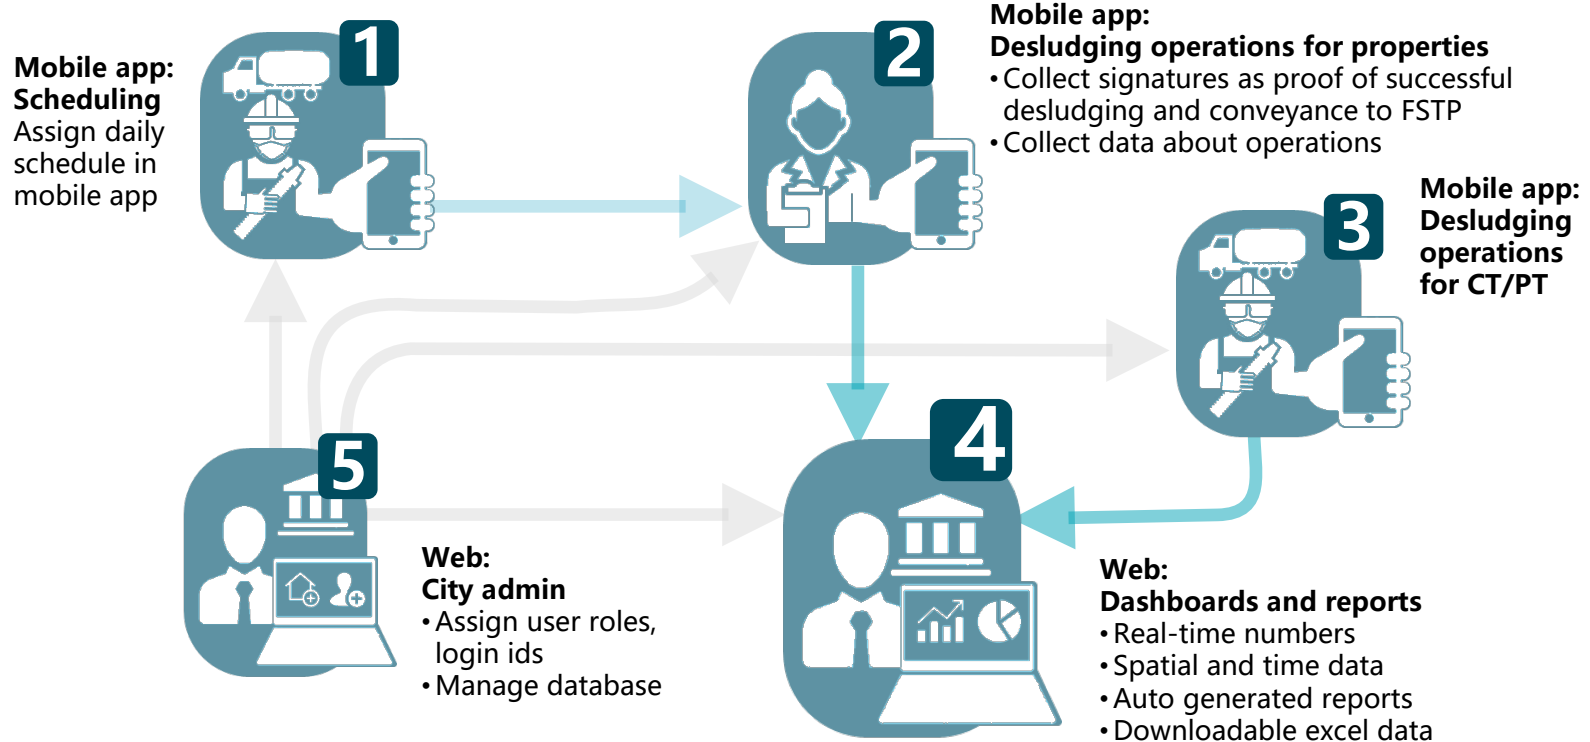 1
Mobile app:
Scheduling
Assign daily
schedule in
mobile app
2
Mobile app:
Desludging operations for properties
• Collect signatures as proof of successful
desludging and conveyance to FSTP
• Collect data about operations
3
Mobile app:
Desludging
operations
for CT/PT
4
Web:
Dashboards and reports
• Real-time numbers
• Spatial and time data
• Auto generated reports
• Downloadable excel data
5
Web:
City admin
• Assign user roles,
login ids
• Manage database